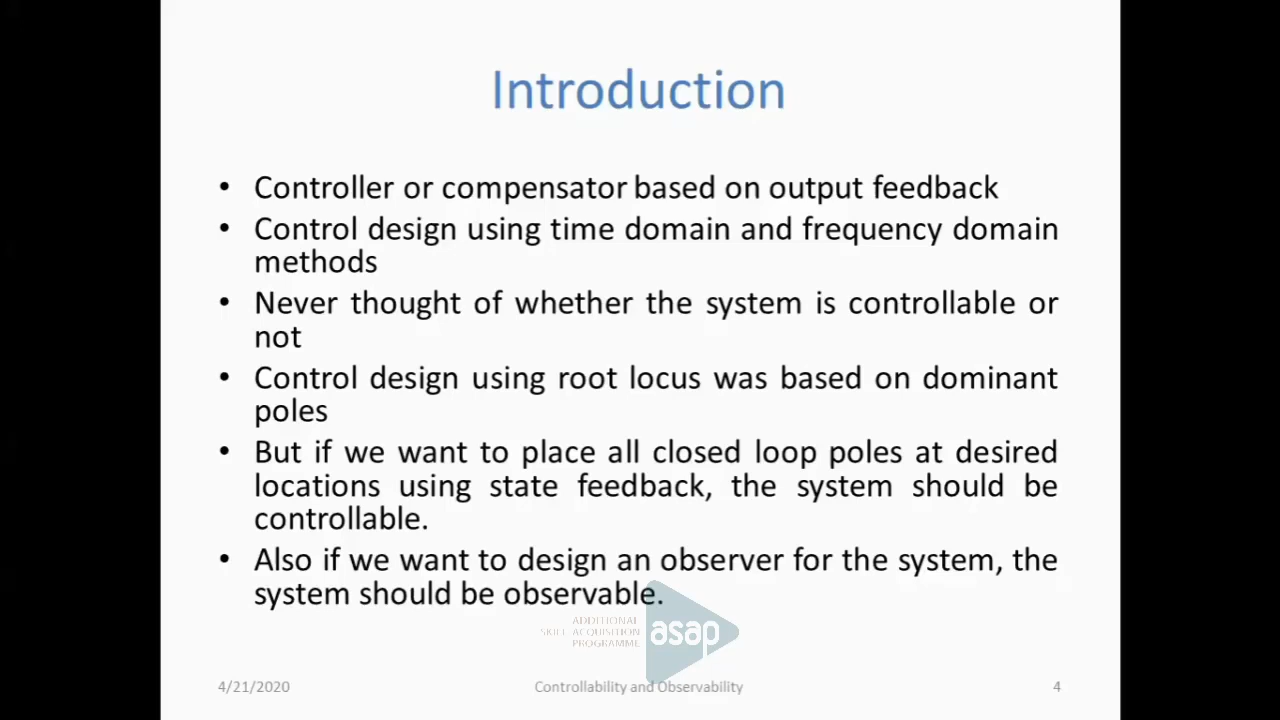 Introduction
• Controller or compensator based on output feedback
• Control design using time domain and frequency domain
methods
• Never thought of whether the system is controllable or
not
• Control design using root locus was based on dominant
poles
• But if we want to place all closed loop poles at desired
locations using state feedback, the system should be
controllable.
• Also if we want to design an observer for the system, the
system should be observable.
ADDITIONAL
SKILL ACQUISITION
PROGRAMME
asap
4/21/2020
Controllability and Observability
4